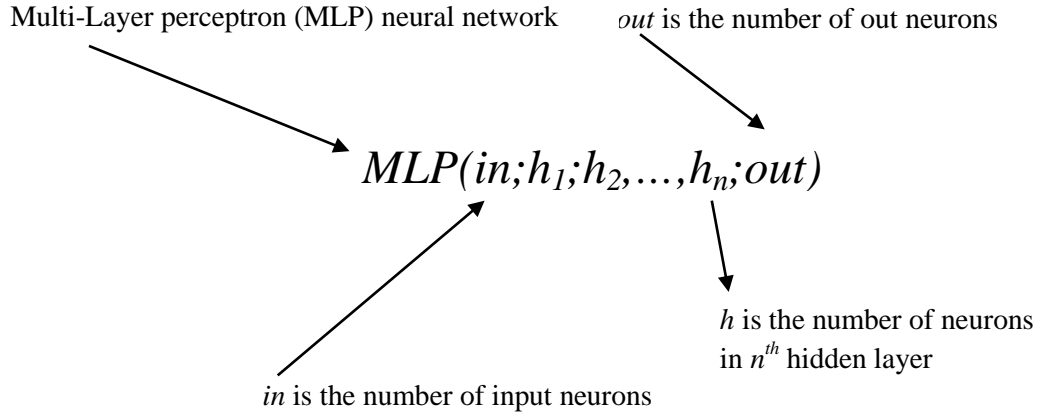 Multi-Layer perceptron (MLP) neural network
out is the number of out neurons
MLP(in;h₁;h₂,...,hₙ;out)
h is the number of neurons
in nᵗʰ hidden layer
in is the number of input neurons